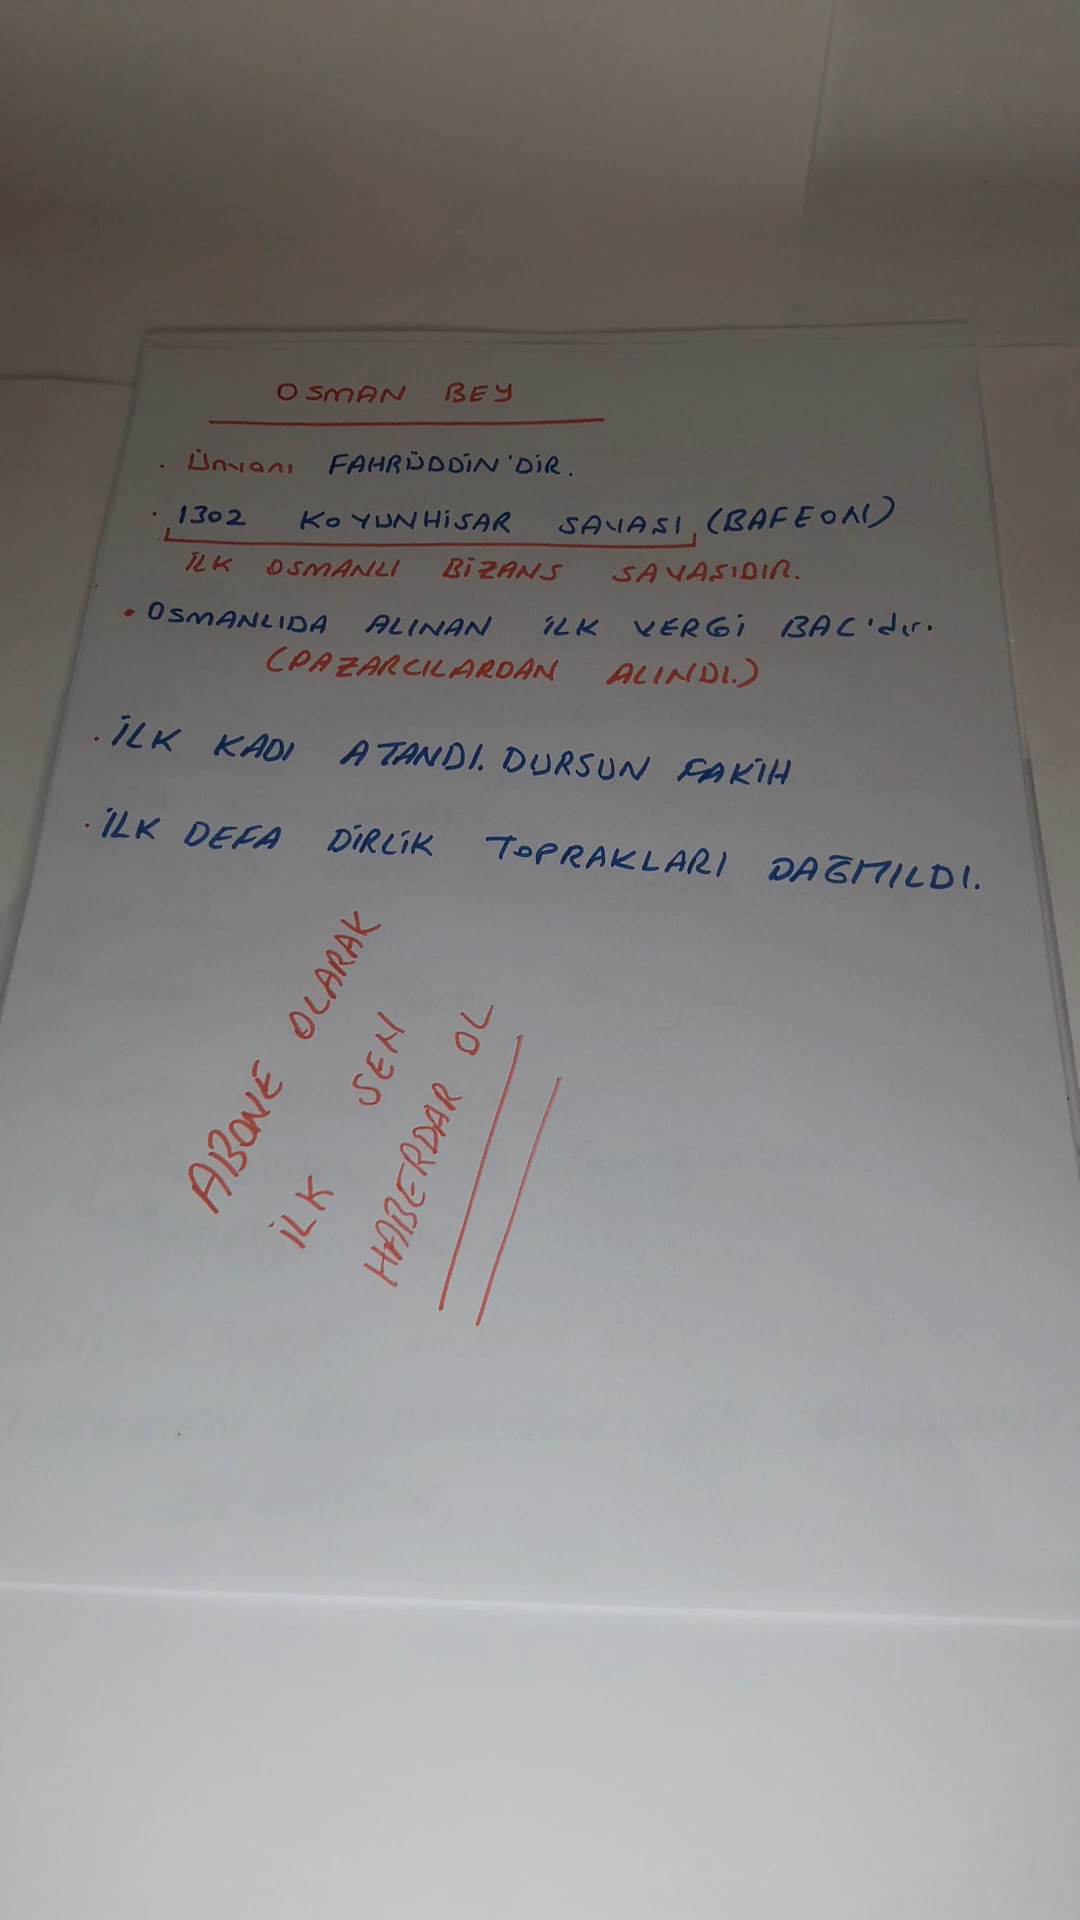 OSMAN BEY
. Ünvanı FAHRÜDDİN'DİR.
. 1302 KOYUNHİSAR SAVASI (BAFEON)
İLK OSMANLI BİZANS SAVASIDIR.
• OSMANLIDA ALINAN İLK VERGİ BAC'dır.
(PAZARCILARDAN ALINDI.)
. İLK KADI ATANDI. DURSUN FAKİH
. İLK DEFA DİRLİK TOPRAKLARI DAĞITILDI.
ABONE OLARAK
İLK SEN
HABERDAR OL